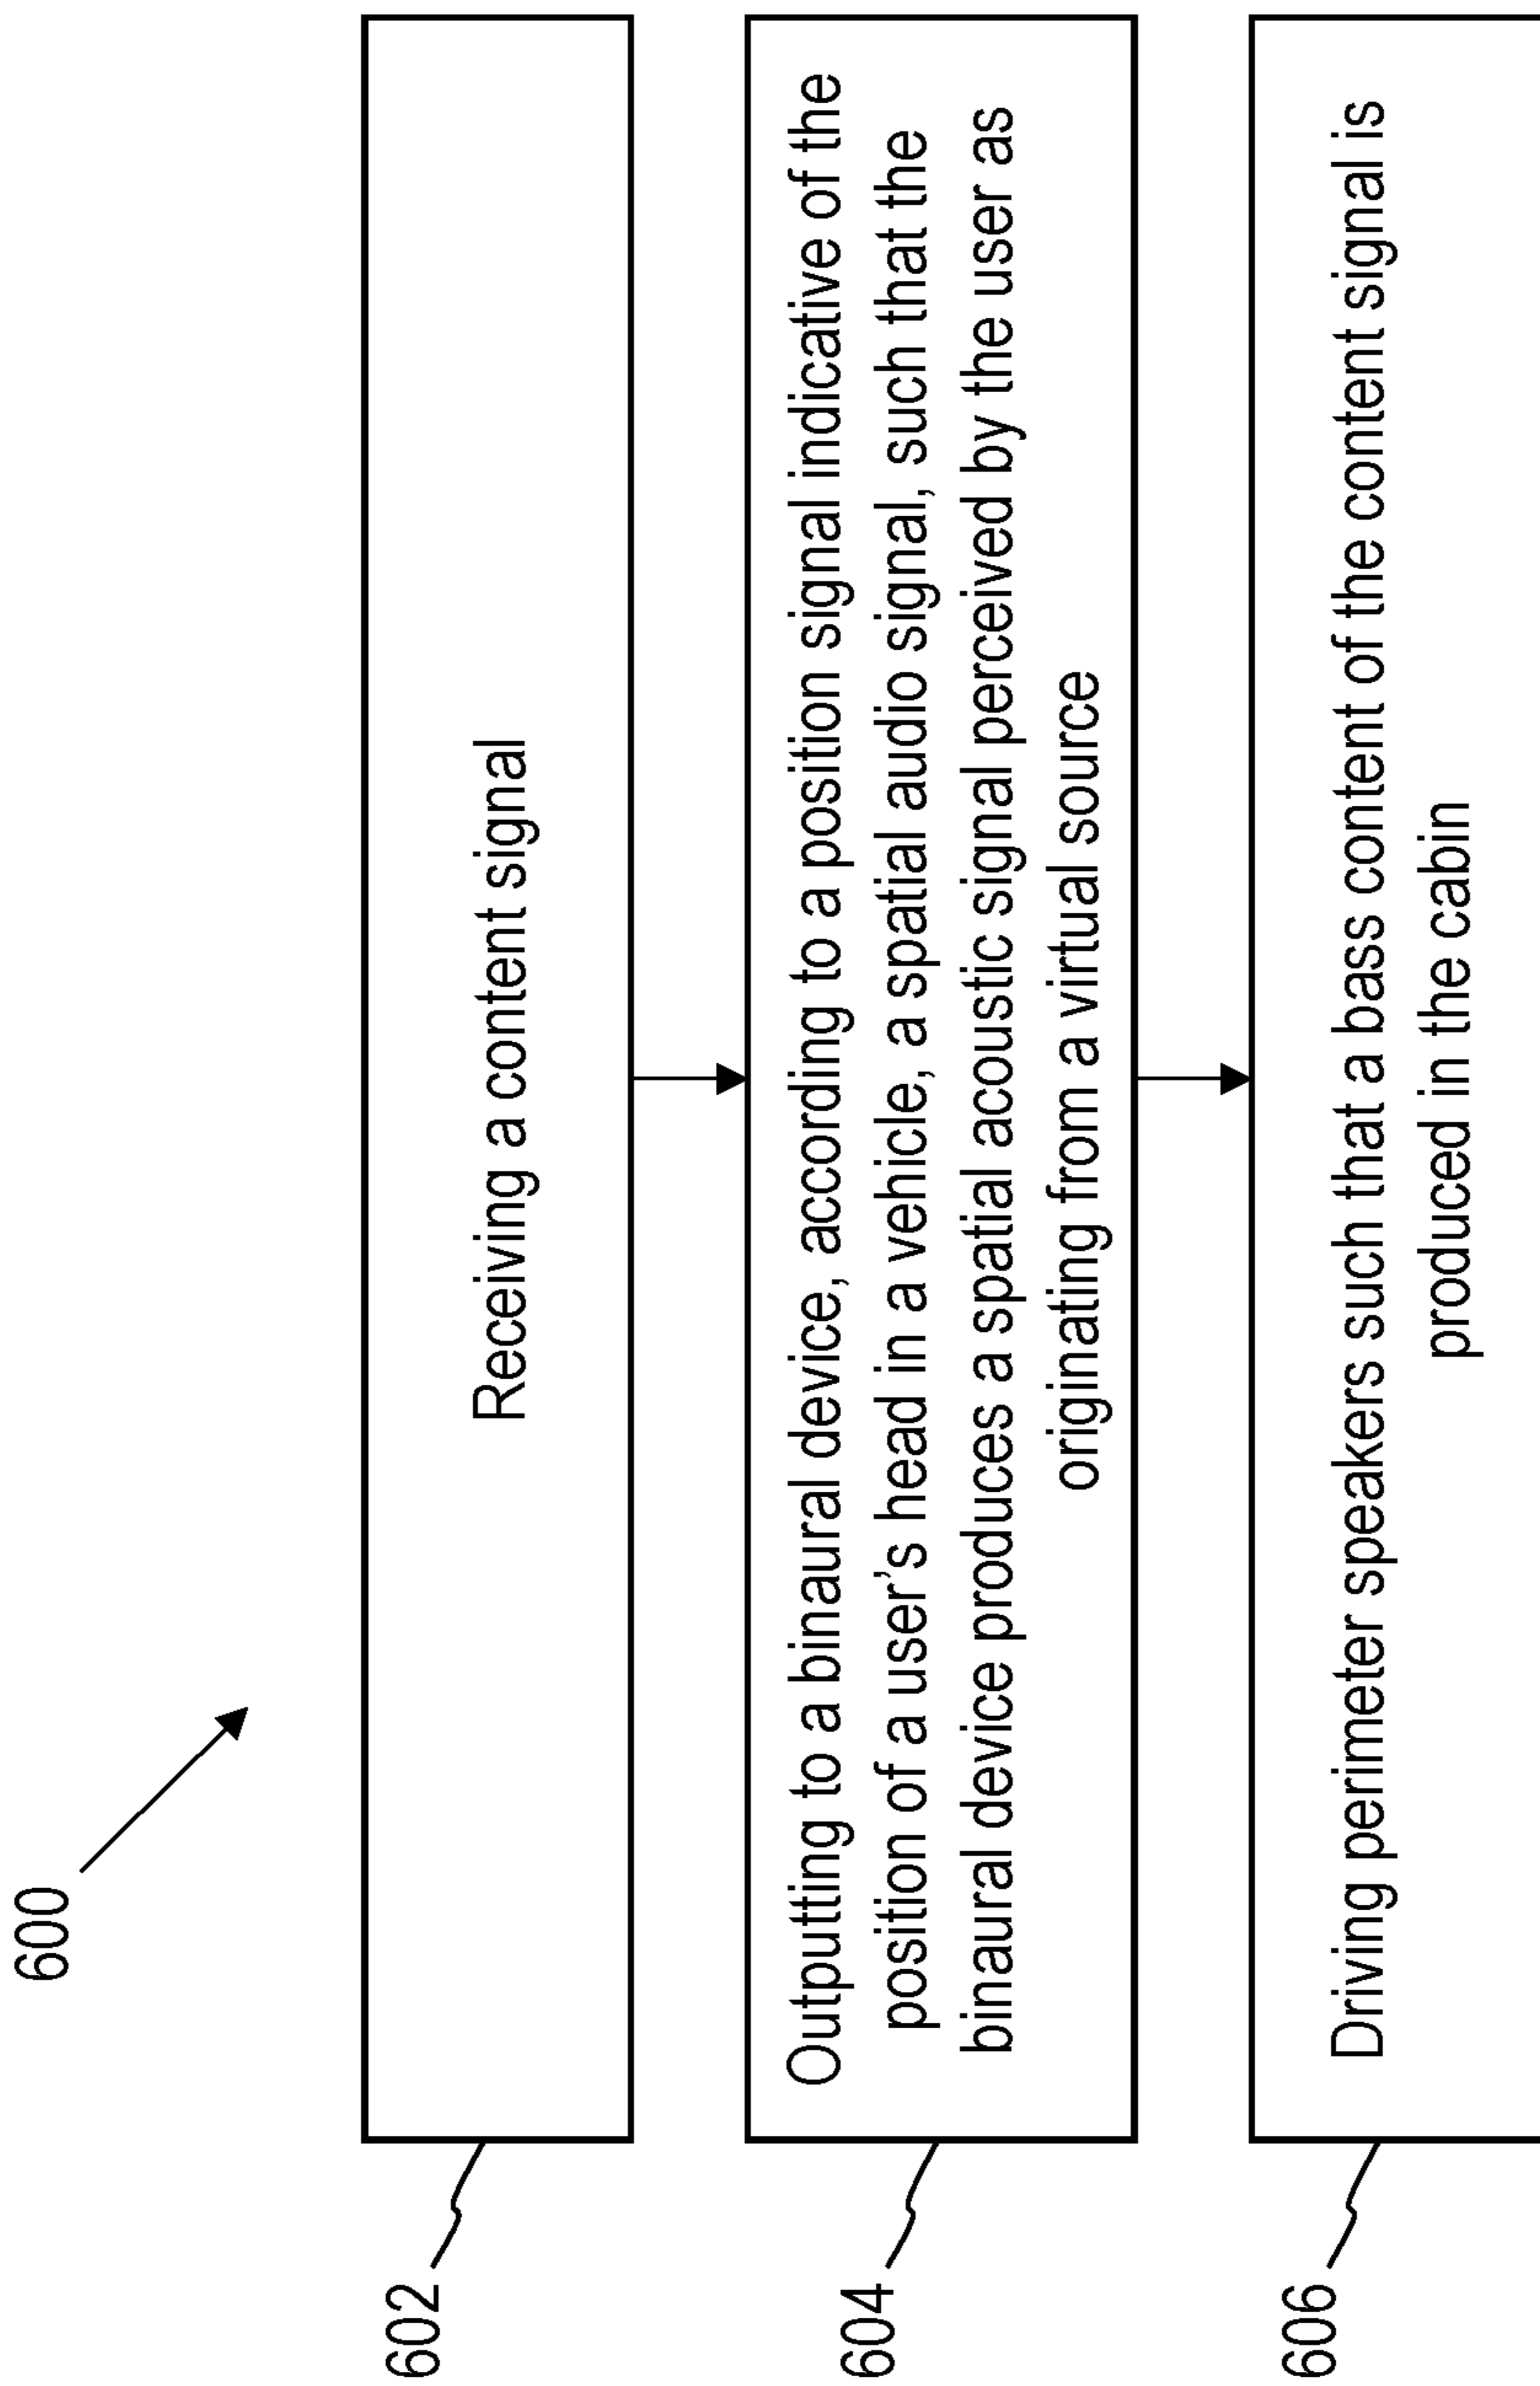 600
602
Receiving a content signal
604
Outputting to a binaural device, according to a position signal indicative of the
position of a user's head in a vehicle, a spatial audio signal, such that the
binaural device produces a spatial acoustic signal perceived by the user as
originating from a virtual source
606
Driving perimeter speakers such that a bass content of the content signal is
produced in the cabin